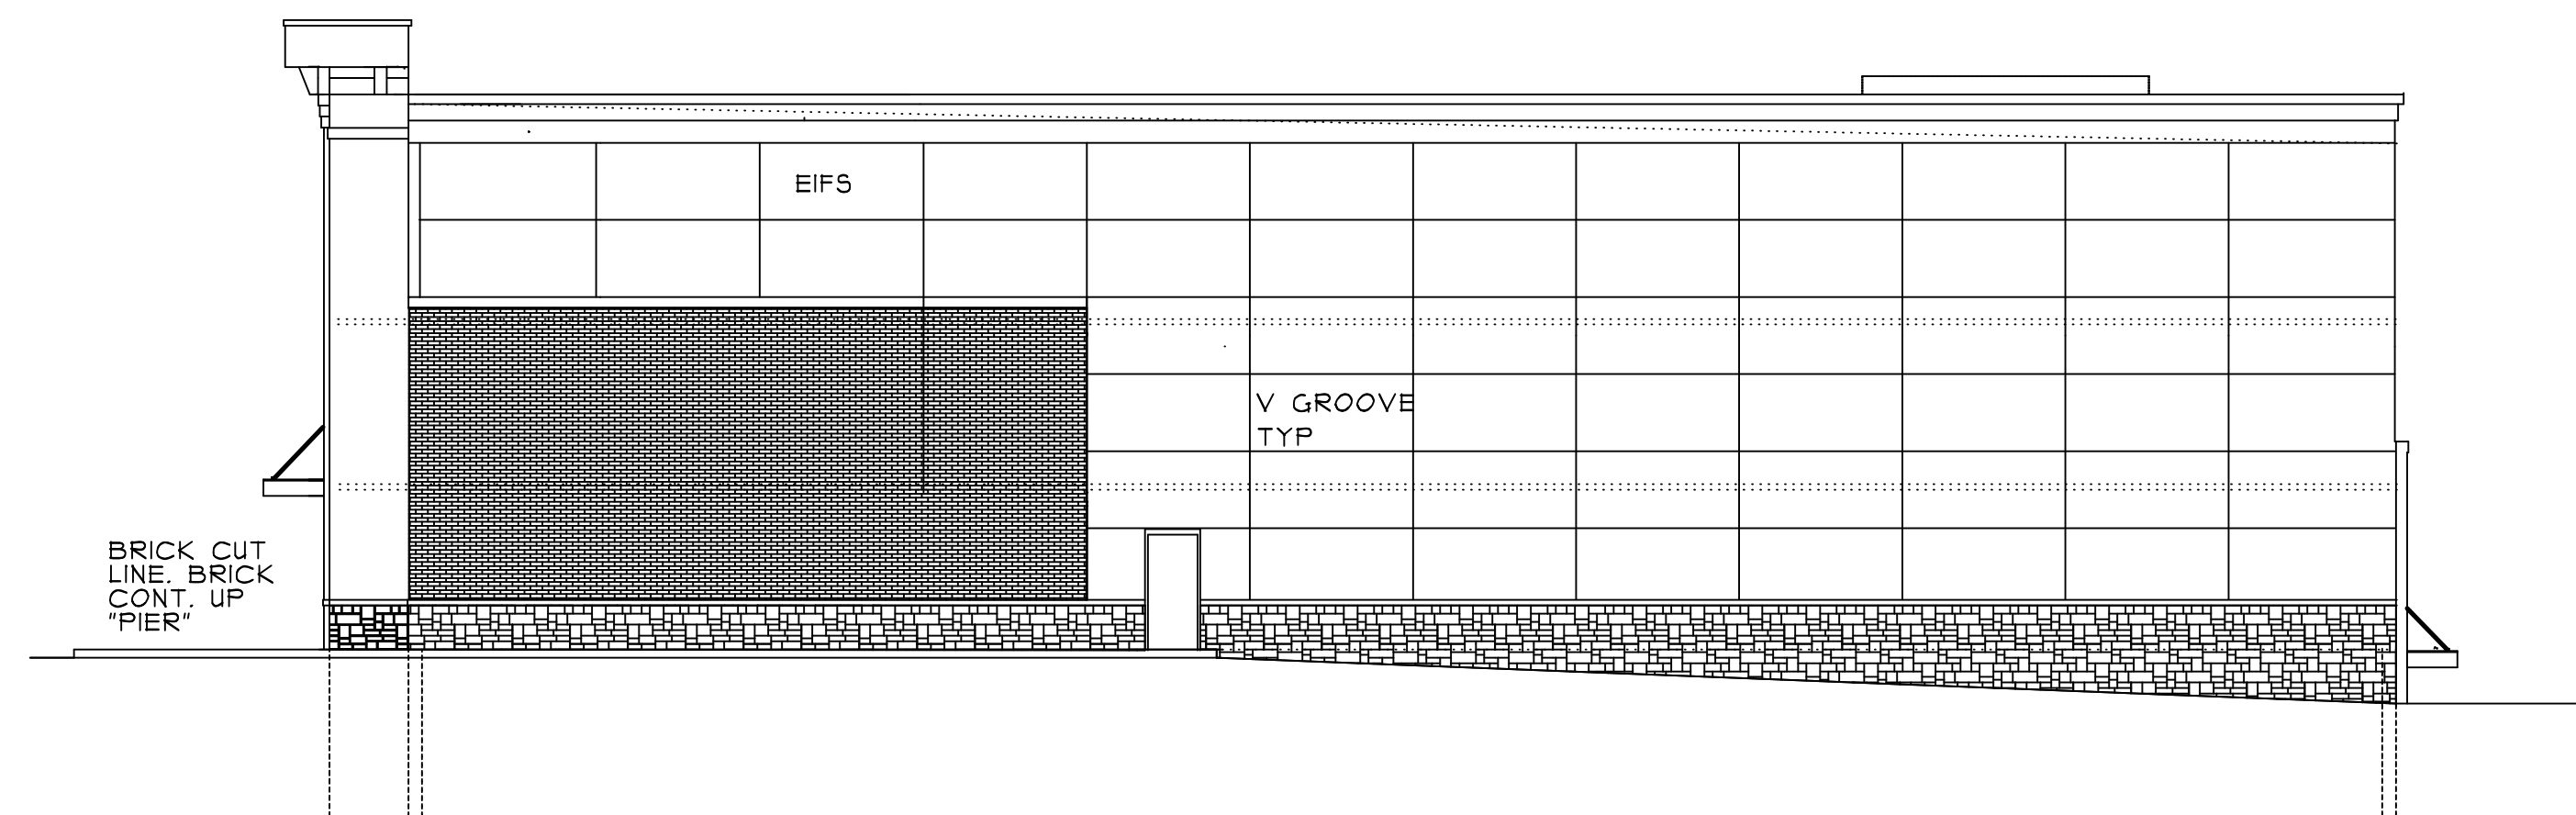 EIFS
V GROOVE
TYP
BRICK CUT
LINE. BRICK
CONT. UP
"PIER"